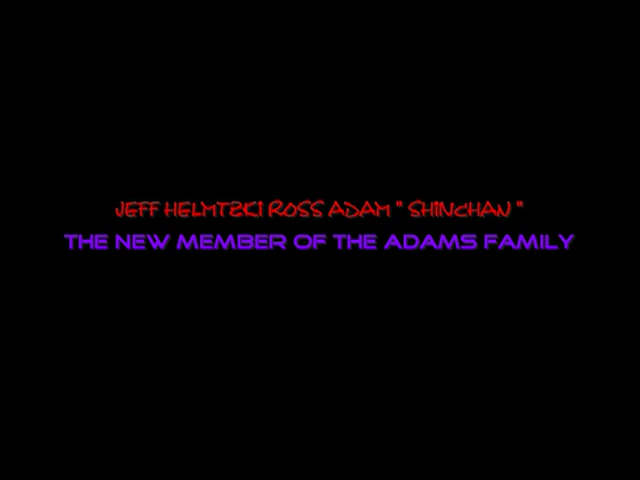 JEFF HELMTZKI ROSS ADAM " SHINCHAN "
THE NEW MEMBER OF THE ADAMS FAMILY